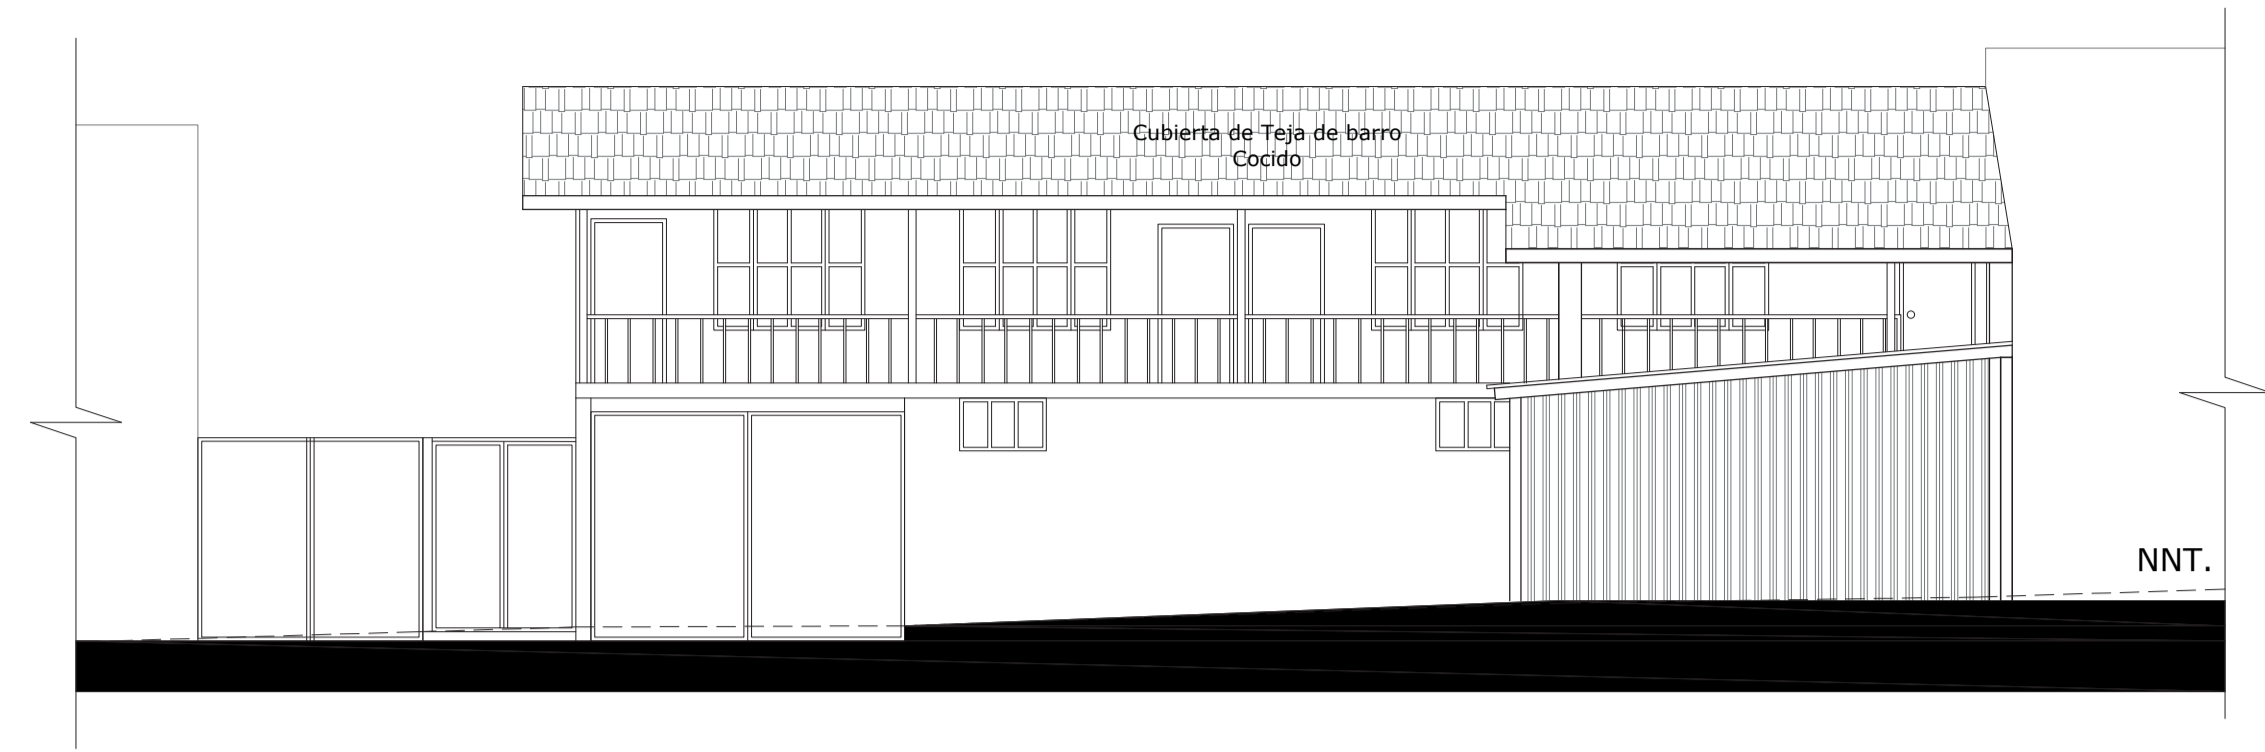 Cubierta de Teja de barro
Cocido
NNT.